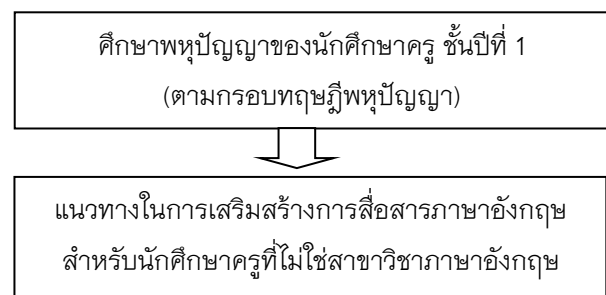 ศึกษาพหุปัญญาของนักศึกษาครู ชั้นปีที่ 1
(ตามกรอบทฤษฎีพหุปัญญา)
แนวทางในการเสริมสร้างการสื่อสารภาษาอังกฤษ
สำหรับนักศึกษาครูที่ไม่ใช่สาขาวิชาภาษาอังกฤษ